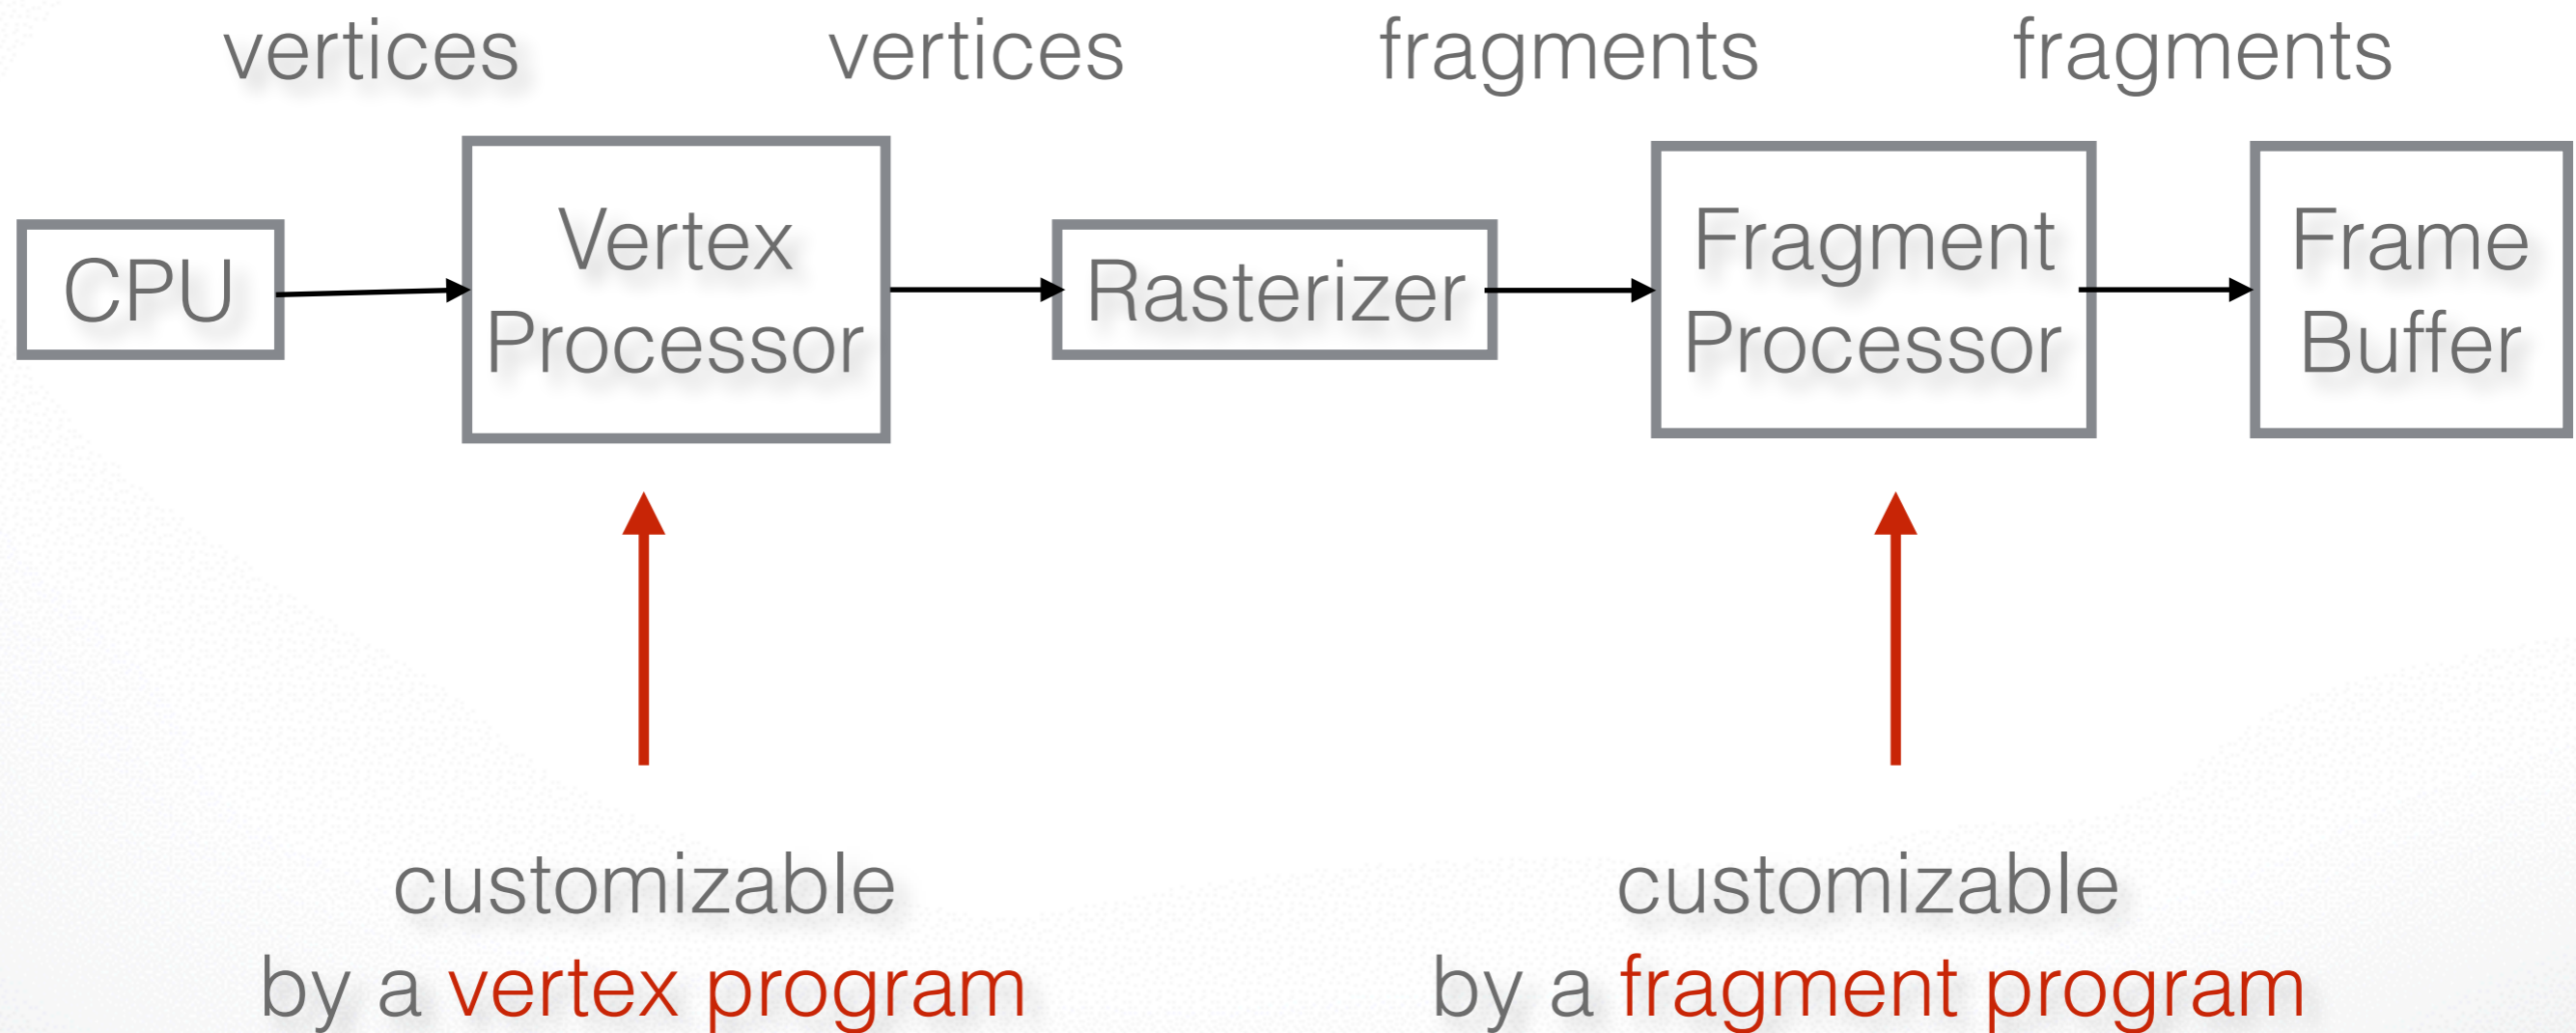 vertices
vertices
fragments
fragments
CPU
Vertex
Processor
Rasterizer
Fragment
Processor
Frame
Buffer
customizable
by a vertex program
customizable
by a fragment program